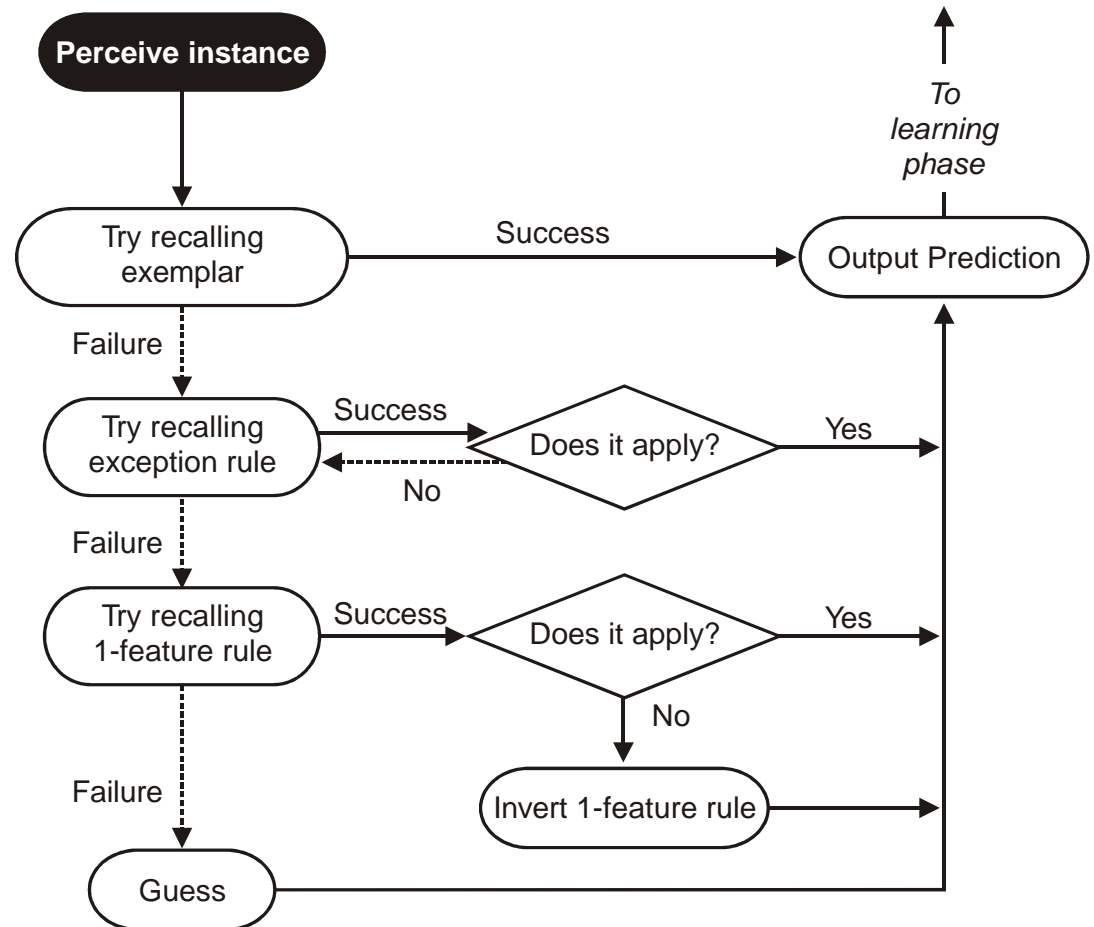 Perceive instance
To
learning
phase
Try recalling
exemplar
Success
Output Prediction
Failure
Try recalling
exception rule
Success
No
Does it apply?
Yes
Failure
Try recalling
1-feature rule
Success
Does it apply?
Yes
No
Failure
Invert 1-feature rule
Guess